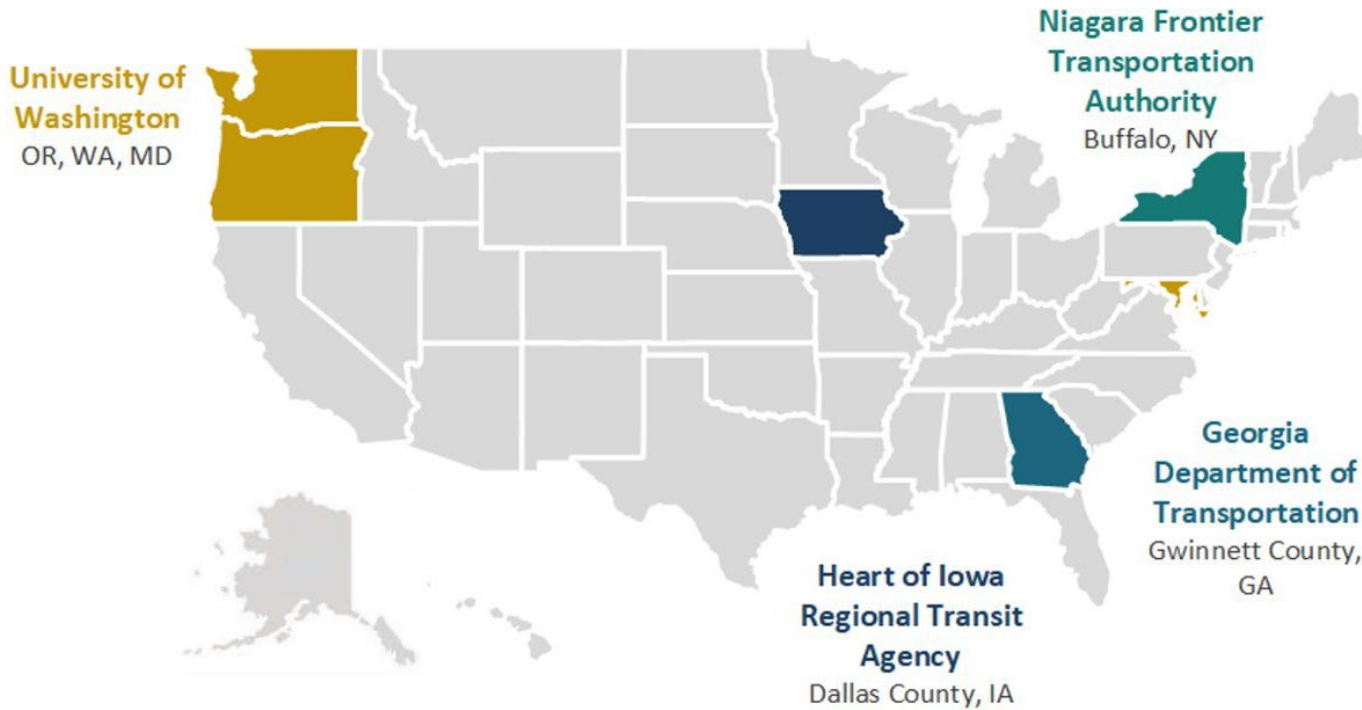 University of
Washington
OR, WA, MD
Niagara Frontier
Transportation
Authority
Buffalo, NY
Georgia
Department of
Transportation
Gwinnett County,
GA
Heart of Iowa
Regional Transit
Agency
Dallas County, IA